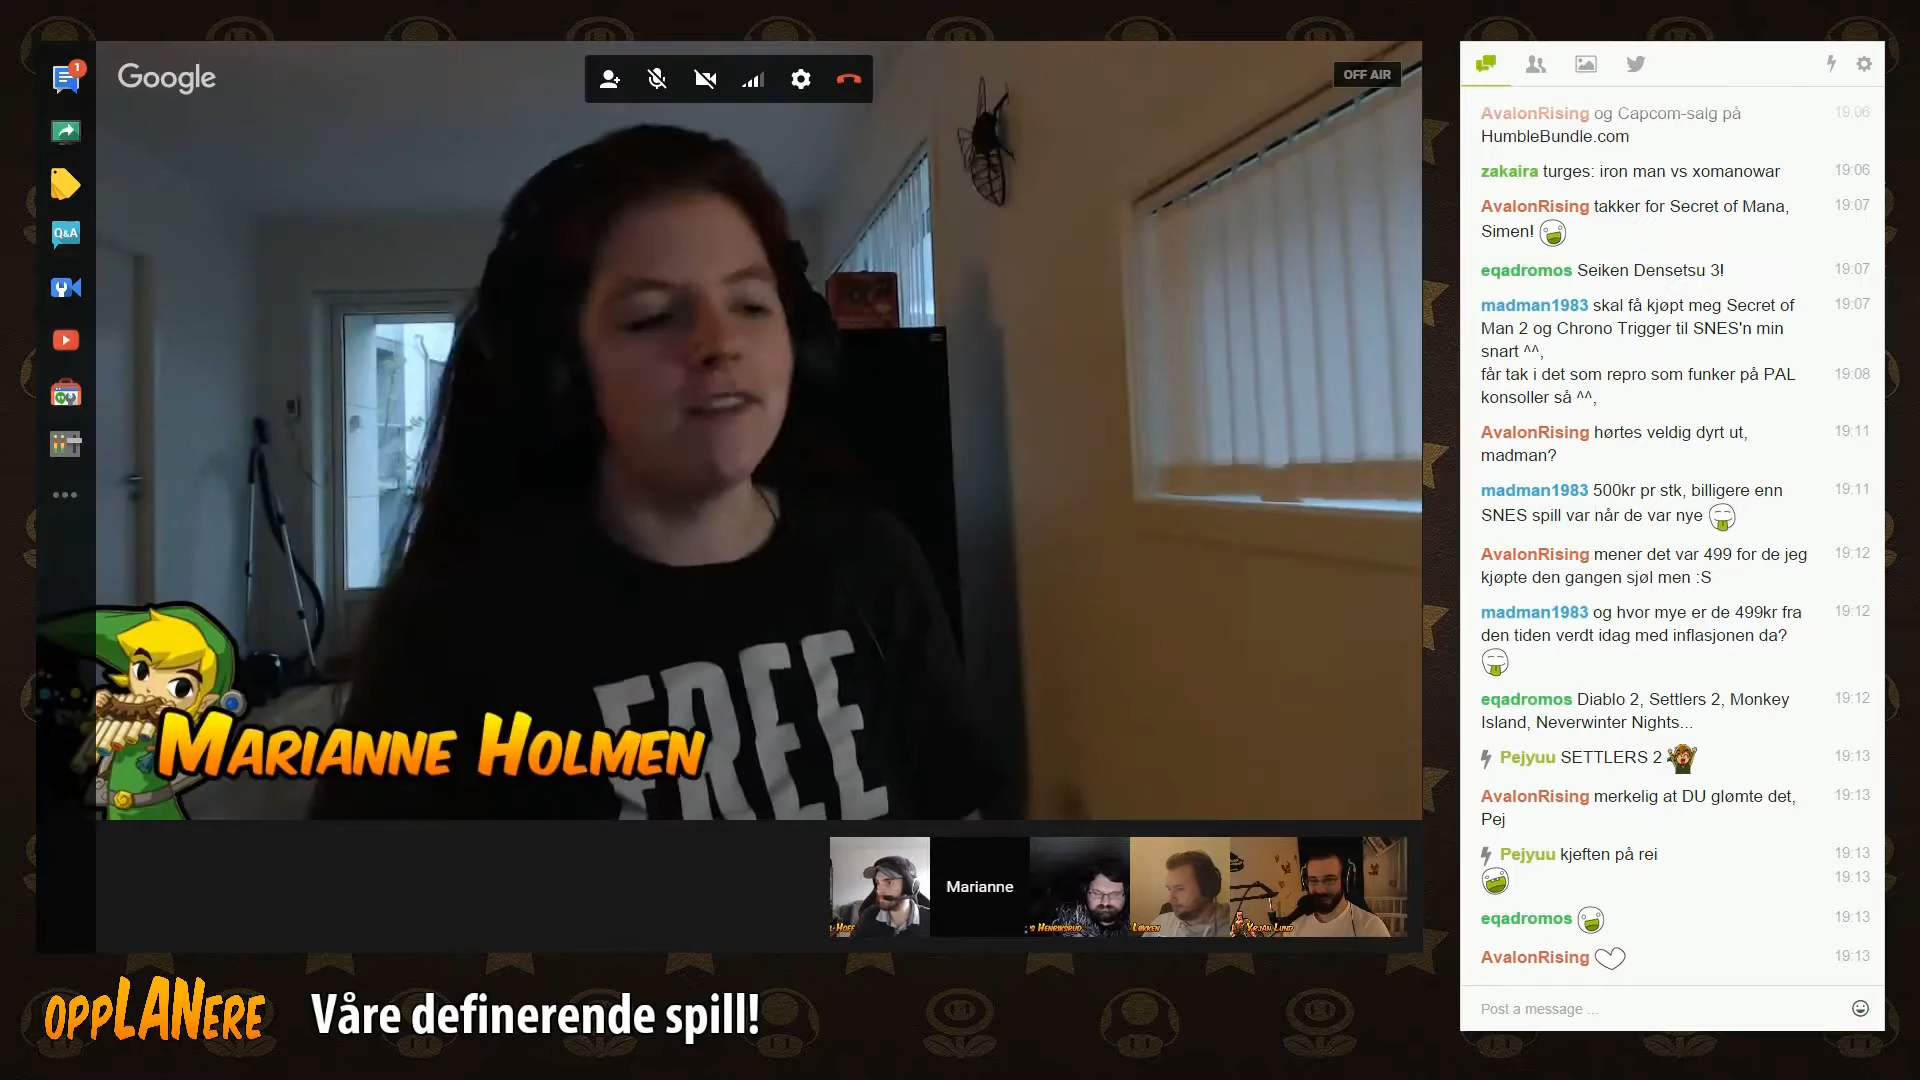 1
Google
OFF AIR
Q&A
FREE
MARIANNE HOLMEN
L HOFF
Marianne
HENRIKSRUD
LØKKEN
YRJAN LUND
OPPLANERE
Våre definerende spill!
AvalonRising og Capcom-salg på 19:06
HumbleBundle.com
zakaira turges: iron man vs xomanowar 19:06
AvalonRising takker for Secret of Mana, 19:07
Simen!
eqadromos Seiken Densetsu 3! 19:07
madman1983 skal få kjøpt meg Secret of 19:07
Man 2 og Chrono Trigger til SNES'n min
snart ^^,
får tak i det som repro som funker på PAL 19:08
konsoller så ^^,
AvalonRising hørtes veldig dyrt ut, 19:11
madman?
madman1983 500kr pr stk, billigere enn 19:11
SNES spill var når de var nye
AvalonRising mener det var 499 for de jeg 19:12
kjøpte den gangen sjøl men :S
madman1983 og hvor mye er de 499kr fra 19:12
den tiden verdt idag med inflasjonen da?
eqadromos Diablo 2, Settlers 2, Monkey 19:12
Island, Neverwinter Nights...
Pejyuu SETTLERS 2 19:13
AvalonRising merkelig at DU glømte det, 19:13
Pej
Pejyuu kjeften på rei 19:13
19:13
eqadromos 19:13
AvalonRising 19:13
Post a message ...